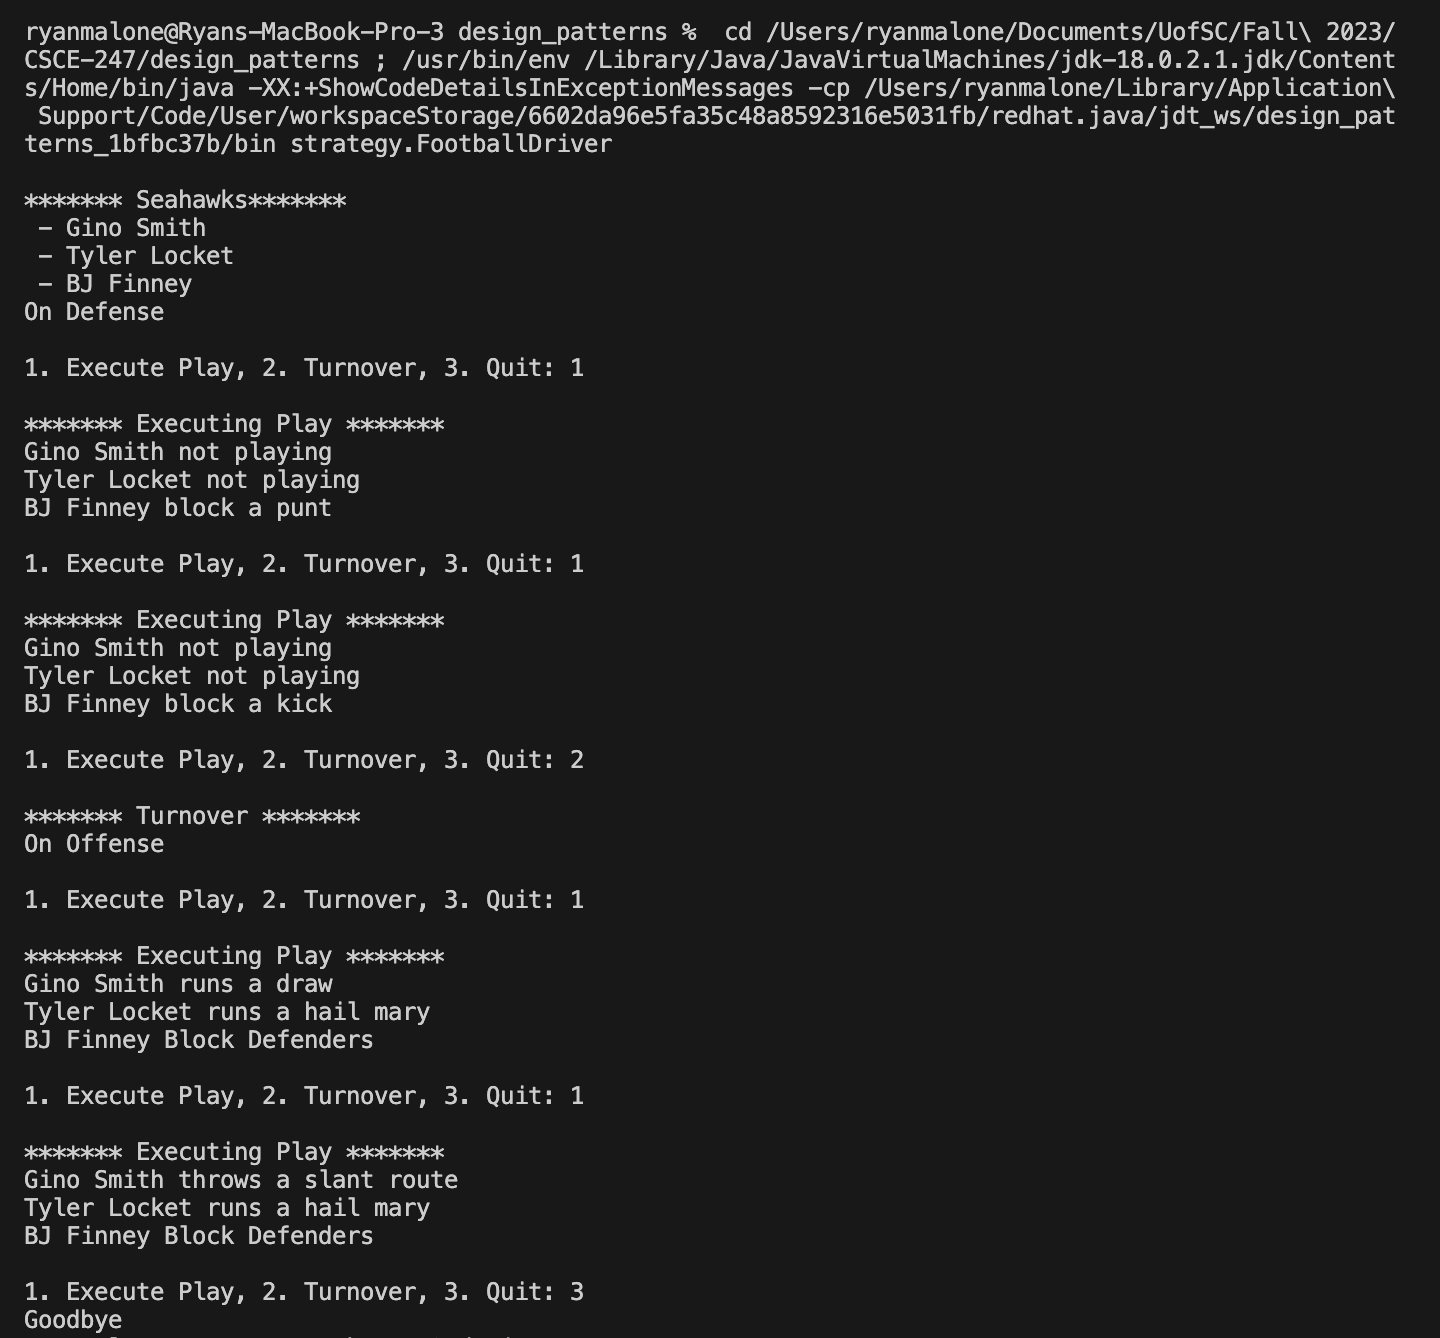 ryanmalone@Ryans-MacBook-Pro-3 design_patterns %  cd /Users/ryanmalone/Documents/UofSC/Fall\ 2023/
CSCE-247/design_patterns ; /usr/bin/env /Library/Java/JavaVirtualMachines/jdk-18.0.2.1.jdk/Content
s/Home/bin/java -XX:+ShowCodeDetailsInExceptionMessages -cp /Users/ryanmalone/Library/Application\
 Support/Code/User/workspaceStorage/6602da96e5fa35c48a8592316e5031fb/redhat.java/jdt_ws/design_pat
terns_1bfbc37b/bin strategy.FootballDriver

******* Seahawks*******
 - Gino Smith
 - Tyler Locket
 - BJ Finney
On Defense

1. Execute Play, 2. Turnover, 3. Quit: 1

******* Executing Play *******
Gino Smith not playing
Tyler Locket not playing
BJ Finney block a punt

1. Execute Play, 2. Turnover, 3. Quit: 1

******* Executing Play *******
Gino Smith not playing
Tyler Locket not playing
BJ Finney block a kick

1. Execute Play, 2. Turnover, 3. Quit: 2

******* Turnover *******
On Offense

1. Execute Play, 2. Turnover, 3. Quit: 1

******* Executing Play *******
Gino Smith runs a draw
Tyler Locket runs a hail mary
BJ Finney Block Defenders

1. Execute Play, 2. Turnover, 3. Quit: 1

******* Executing Play *******
Gino Smith throws a slant route
Tyler Locket runs a hail mary
BJ Finney Block Defenders

1. Execute Play, 2. Turnover, 3. Quit: 3
Goodbye